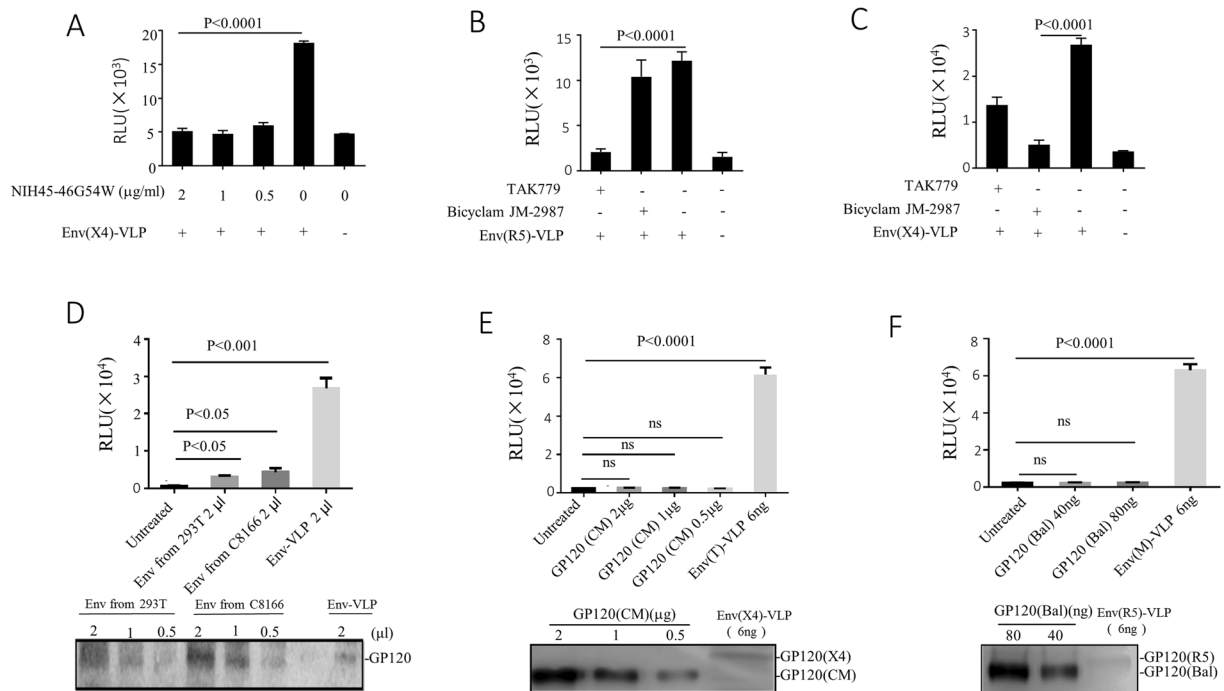 A
P<0.0001
RLU(×10³)
20
15
10
5
0
NIH45-46G54W (µg/ml)
2 1 0.5 0 0
Env(X4)-VLP + + + + -
B
P<0.0001
RLU(×10³)
15
10
5
0
TAK779 + - - -
Bicyclam JM-2987 - + - -
Env(R5)-VLP + + + -
C
P<0.0001
RLU(×10⁴)
3
2
1
0
TAK779 + - - -
Bicyclam JM-2987 - + - -
Env(X4)-VLP + + + -
D
P<0.001
P<0.05
P<0.05
RLU(×10⁴)
4
3
2
1
0
Untreated
Env from 293T 2 µl
Env from C8166 2 µl
Env-VLP 2 µl
Env from 293T Env from C8166 Env-VLP
2 1 0.5 2 1 0.5 2 (µl)
-GP120
E
P<0.0001
ns
ns
ns
RLU(×10⁴)
8
6
4
2
0
Untreated
GP120 (CM) 2µg
GP120 (CM) 1µg
GP120 (CM) 0.5µg
Env(T)-VLP 6ng
GP120(CM)(µg) Env(X4)-VLP
2 1 0.5 ( 6ng)
-GP120(X4)
-GP120(CM)
F
P<0.0001
ns
ns
RLU(×10⁴)
8
6
4
2
0
Untreated
GP120 (Bal) 40ng
GP120 (Bal) 80ng
Env(M)-VLP 6ng
GP120(Bal)(ng) Env(R5)-VLP
80 40 ( 6ng)
-GP120(R5)
-GP120(Bal)